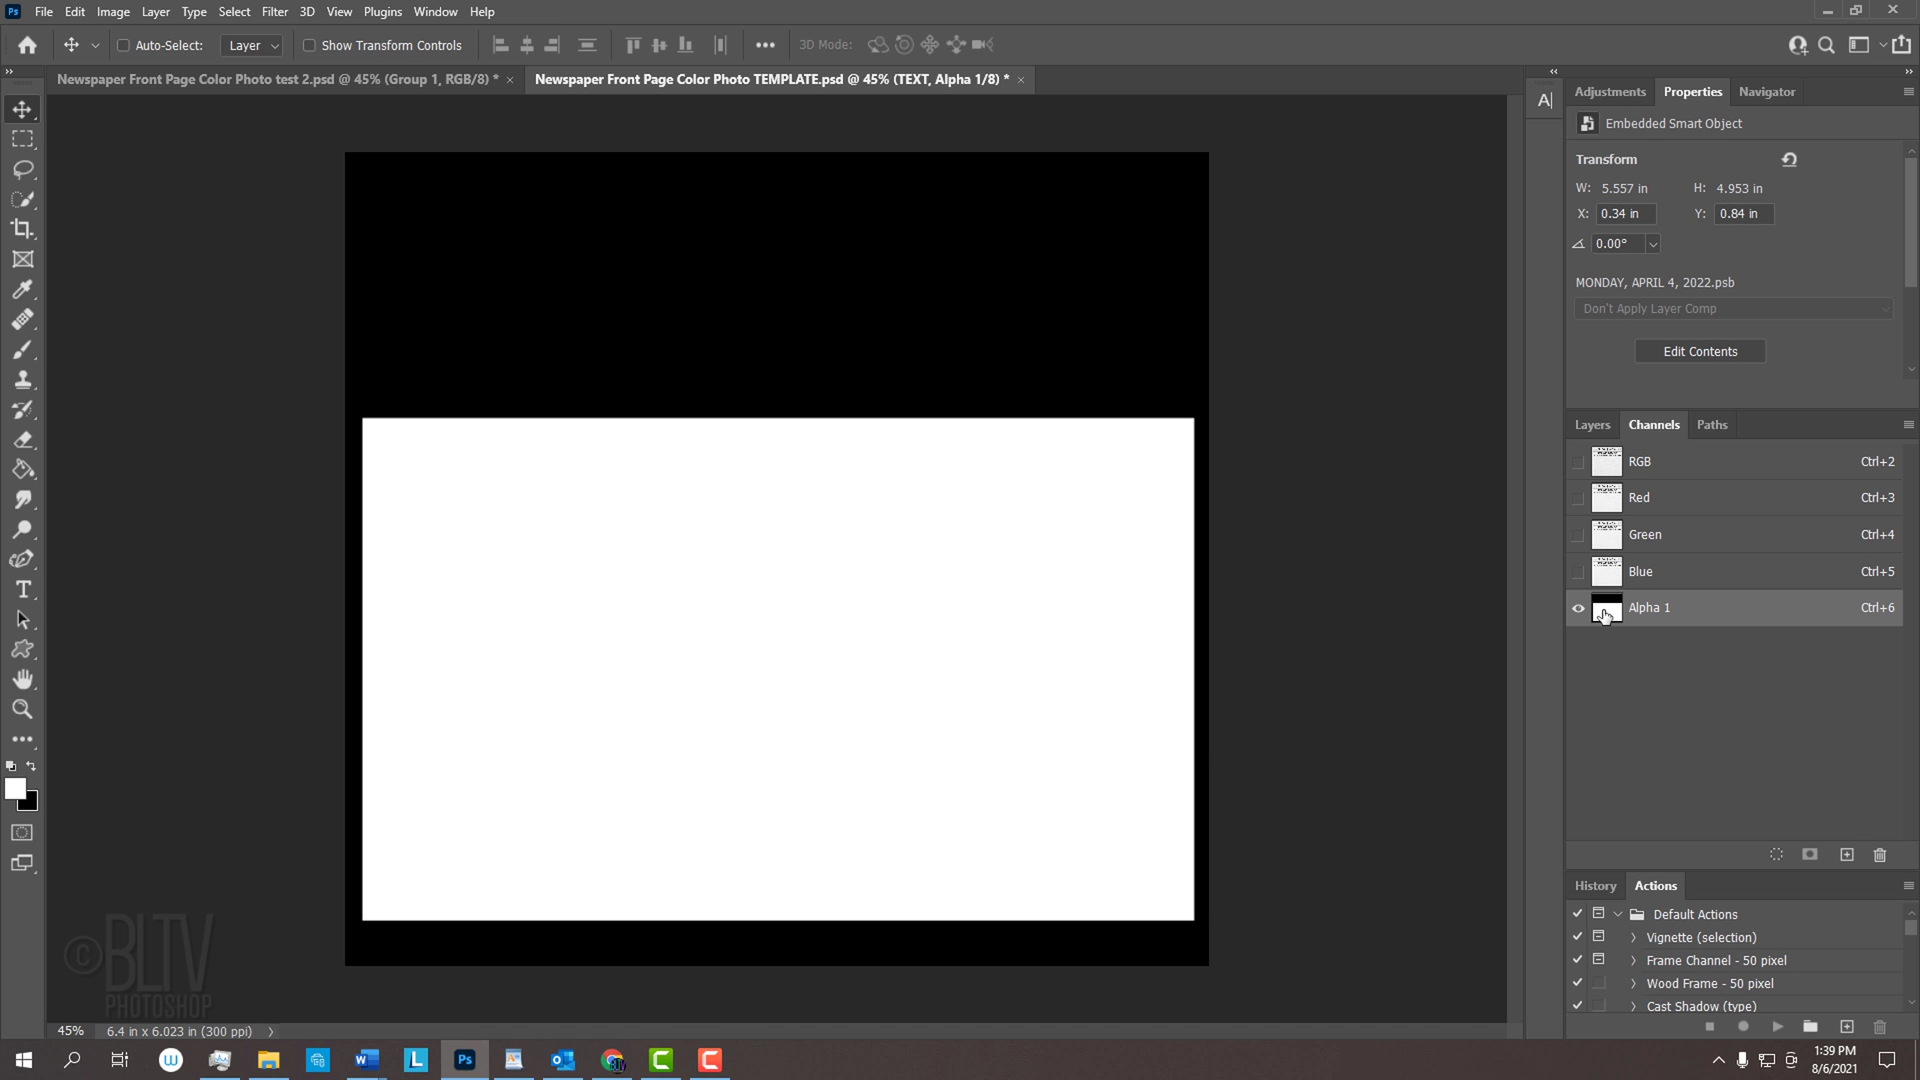 Ps File Edit Image Layer Type Select Filter 3D View Plugins Window Help
Auto-Select: Layer Show Transform Controls 3D Mode:
Newspaper Front Page Color Photo test 2.psd @ 45% (Group 1, RGB/8) * × Newspaper Front Page Color Photo TEMPLATE.psd @ 45% (TEXT, Alpha 1/8) * ×
Adjustments Properties Navigator
Embedded Smart Object
Transform
W: 5.557 in H: 4.953 in
X: 0.34 in Y: 0.84 in
0.00°
MONDAY, APRIL 4, 2022.psb
Don't Apply Layer Comp
Edit Contents
Layers Channels Paths
RGB Ctrl+2
Red Ctrl+3
Green Ctrl+4
Blue Ctrl+5
Alpha 1 Ctrl+6
History Actions
Default Actions
Vignette (selection)
Frame Channel - 50 pixel
Wood Frame - 50 pixel
Cast Shadow (type)
©BLTV
PHOTOSHOP
45% 6.4 in x 6.023 in (300 ppi)
1:39 PM
8/6/2021